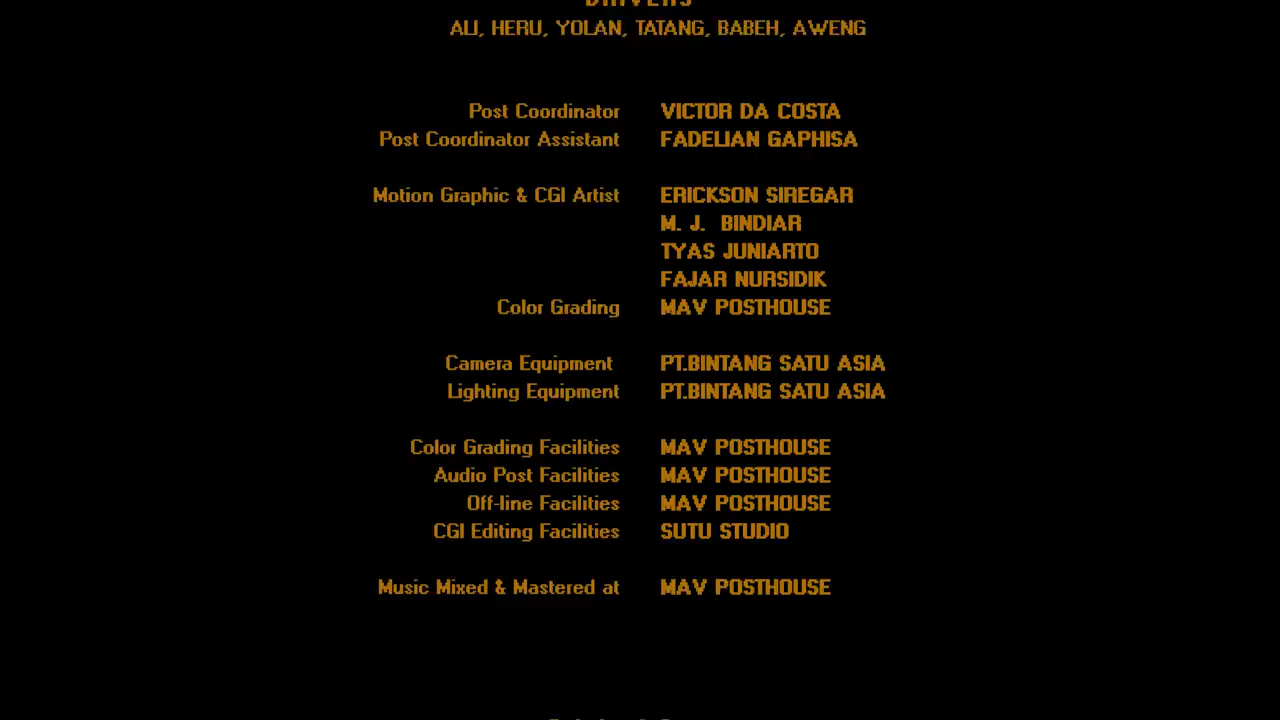 DRIVERS
ALI, HERU, YOLAN, TATANG, BABEH, AWENG
Post Coordinator VICTOR DA COSTA
Post Coordinator Assistant FADELIAN GAPHISA
Motion Graphic & CGI Artist ERICKSON SIREGAR
M. J. BINDIAR
TYAS JUNIARTO
FAJAR NURSIDIK
Color Grading MAV POSTHOUSE
Camera Equipment PT.BINTANG SATU ASIA
Lighting Equipment PT.BINTANG SATU ASIA
Color Grading Facilities MAV POSTHOUSE
Audio Post Facilities MAV POSTHOUSE
Off-line Facilities MAV POSTHOUSE
CGI Editing Facilities SUTU STUDIO
Music Mixed & Mastered at MAV POSTHOUSE